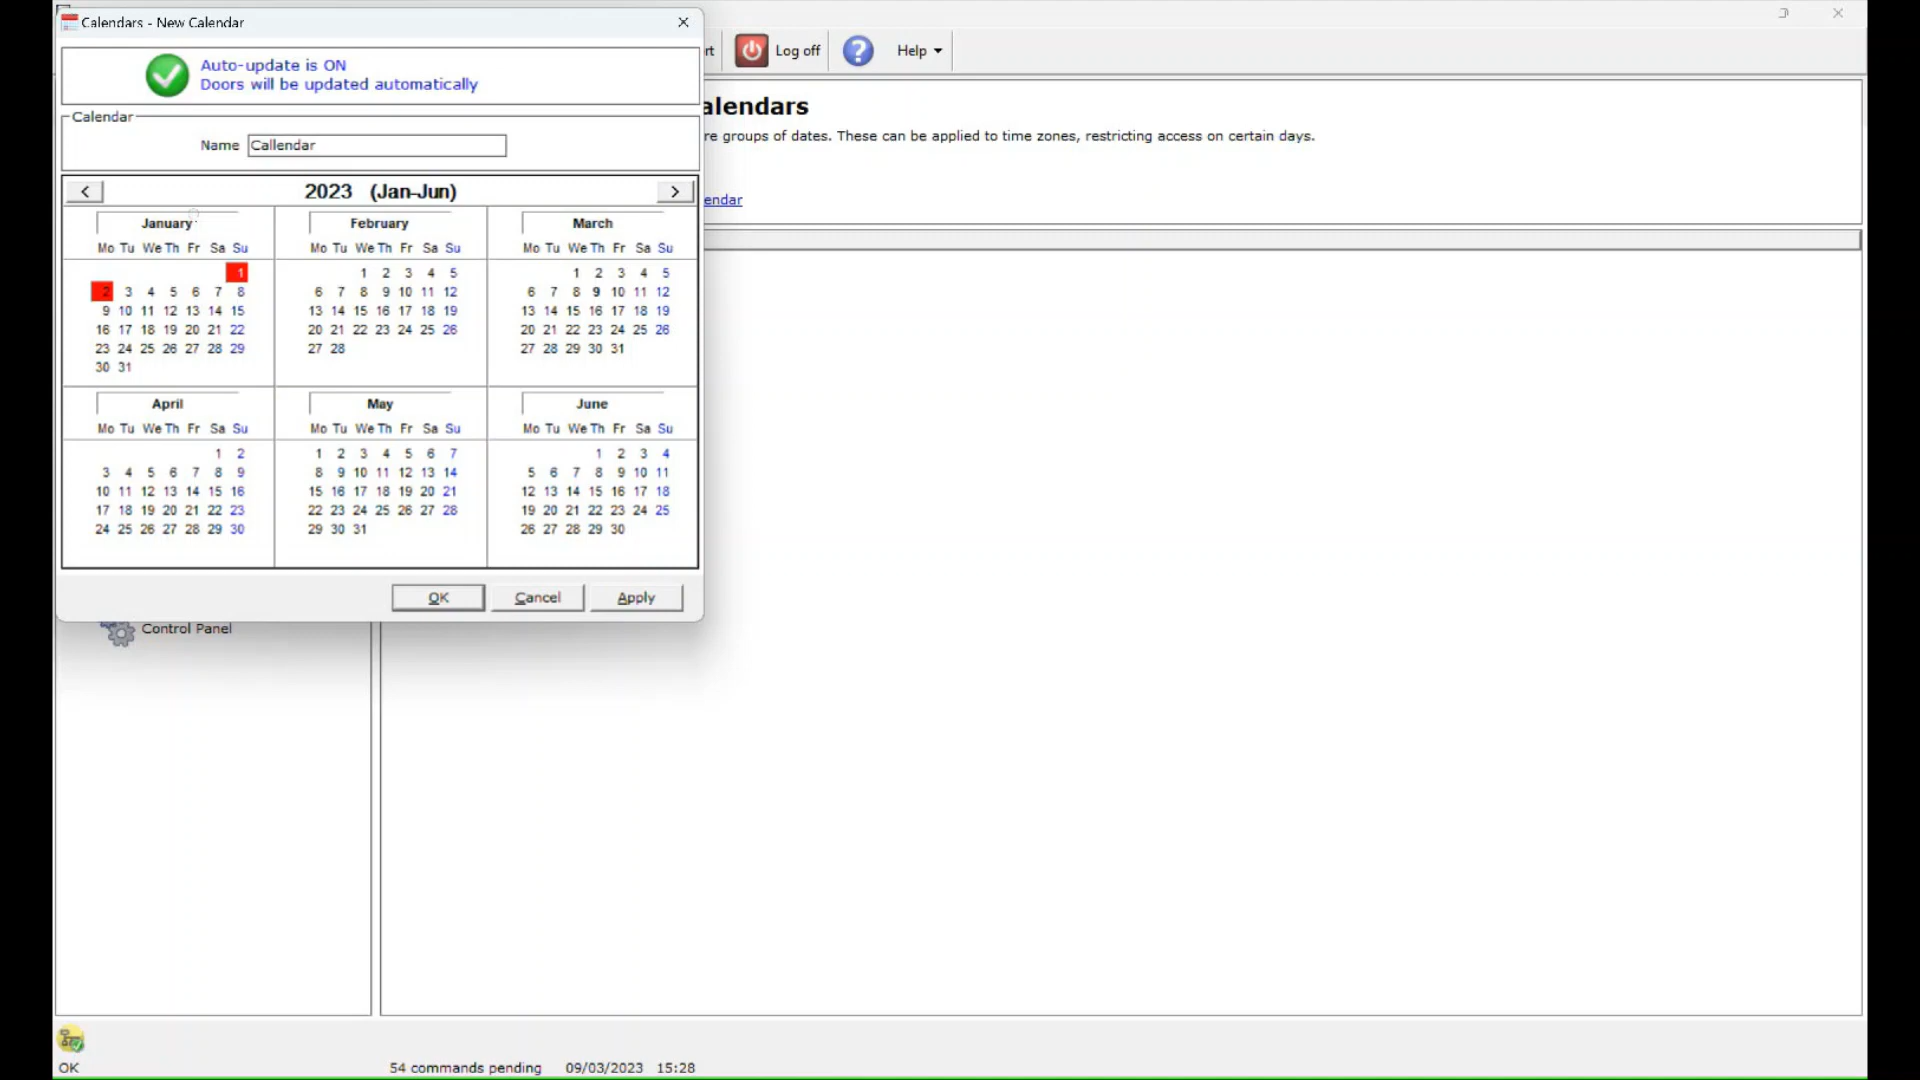 Calendars - New Calendar
Auto-update is ON
Doors will be updated automatically
rt
Log off
Help
alendars
re groups of dates. These can be applied to time zones, restricting access on certain days.
endar
Calendar
Name Callendar
< 2023 (Jan-Jun) >
January
Mo Tu We Th Fr Sa Su
1
2 3 4 5 6 7 8
9 10 11 12 13 14 15
16 17 18 19 20 21 22
23 24 25 26 27 28 29
30 31
February
Mo Tu We Th Fr Sa Su
1 2 3 4 5
6 7 8 9 10 11 12
13 14 15 16 17 18 19
20 21 22 23 24 25 26
27 28
March
Mo Tu We Th Fr Sa Su
1 2 3 4 5
6 7 8 9 10 11 12
13 14 15 16 17 18 19
20 21 22 23 24 25 26
27 28 29 30 31
April
Mo Tu We Th Fr Sa Su
1 2
3 4 5 6 7 8 9
10 11 12 13 14 15 16
17 18 19 20 21 22 23
24 25 26 27 28 29 30
May
Mo Tu We Th Fr Sa Su
1 2 3 4 5 6 7
8 9 10 11 12 13 14
15 16 17 18 19 20 21
22 23 24 25 26 27 28
29 30 31
June
Mo Tu We Th Fr Sa Su
1 2 3 4
5 6 7 8 9 10 11
12 13 14 15 16 17 18
19 20 21 22 23 24 25
26 27 28 29 30
OK Cancel Apply
Control Panel
OK 54 commands pending 09/03/2023 15:28